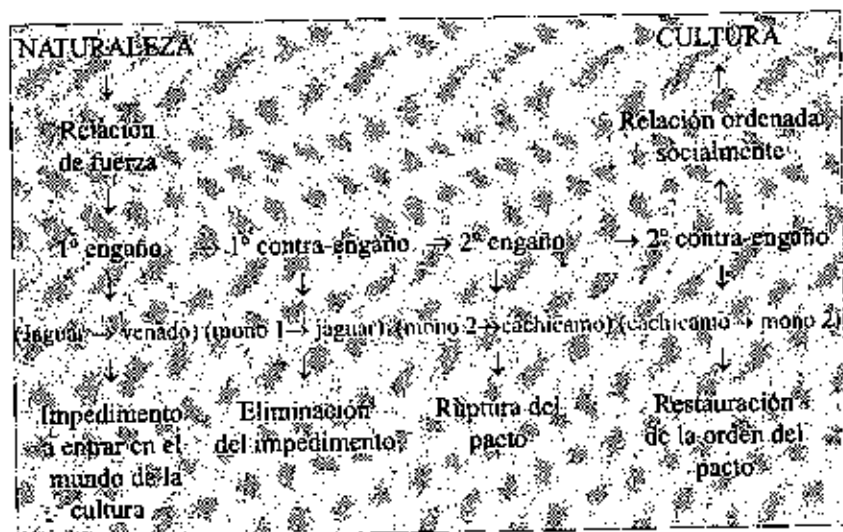 NATURALEZA CULTURA
↓ ↑
Relación Relación ordenada
de fuerza socialmente
↓ ↑
1º engaño → 1º contra-engaño → 2º engaño → 2º contra-engaño
↓ ↓ ↓ ↓
(Jaguar → venado) (mono 1 → jaguar) (mono 2 → cachicamo) (cachicamo → mono 2)
↓ ↓ ↓ ↓
Impedimento Eliminación Ruptura del Restauración
a entrar en el del impedimento pacto de la orden del
mundo de la pacto
cultura